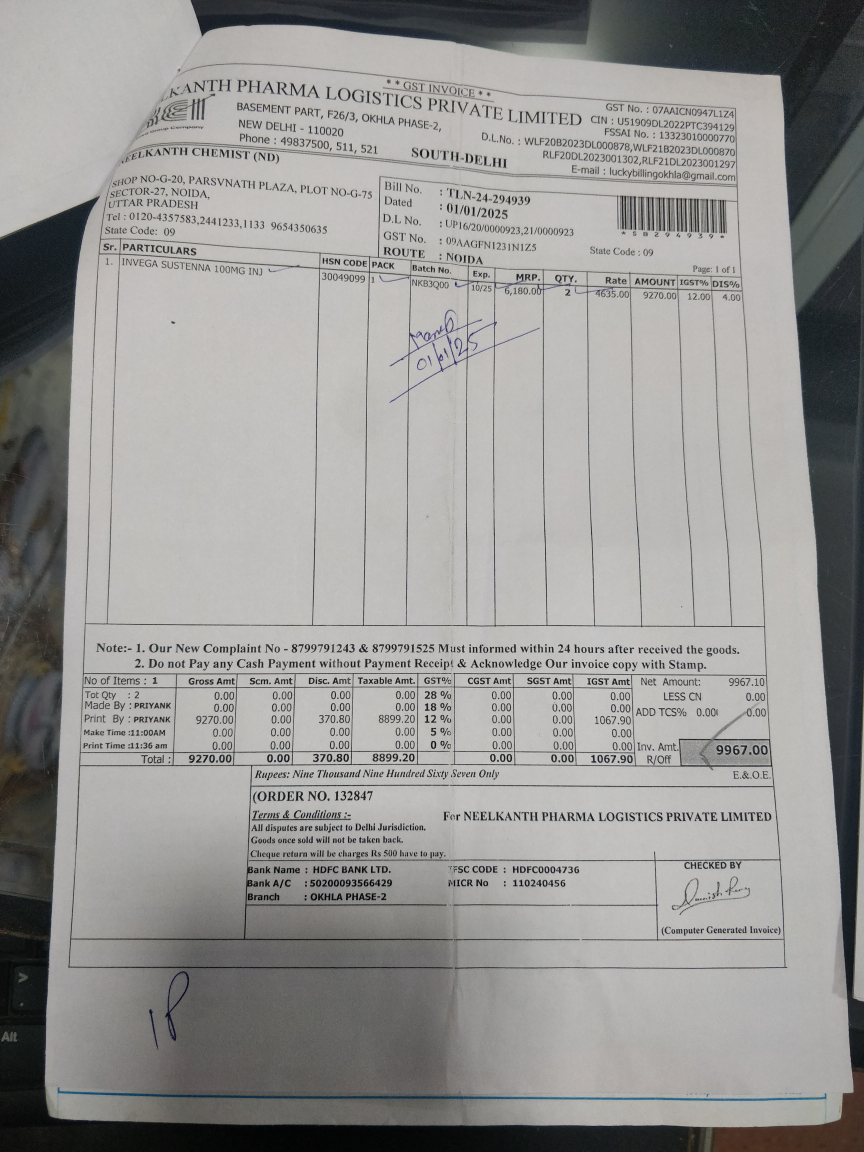 * * GST INVOICE * *
LKANTH PHARMA LOGISTICS PRIVATE LIMITED
BASEMENT PART, F26/3, OKHLA PHASE-2,
NEW DELHI - 110020
Phone : 49837500, 511, 521
SOUTH-DELHI
GST No. : 07AAICN0947L1Z4
CIN : U51909DL2022PTC394129
FSSAI No. : 13323010000770
D.L.No. : WLF20B2023DL000878,WLF21B2023DL000870
RLF20DL2023001302,RLF21DL2023001297
E-mail : luckybillingokhla@gmail.com
NEELKANTH CHEMIST (ND)
SHOP NO-G-20, PARSVNATH PLAZA, PLOT NO-G-75
SECTOR-27, NOIDA,
UTTAR PRADESH
Tel : 0120-4357583,2441233,1133 9654350635
State Code: 09
Bill No. : TLN-24-294939
Dated : 01/01/2025
D.L No. : UP16/20/0000923,21/0000923
GST No. : 09AAGFN1231N1Z5
ROUTE : NOIDA
*58294939*
State Code : 09
Page: 1 of 1
Sr. PARTICULARS HSN CODE PACK Batch No. Exp. MRP. QTY. Rate AMOUNT IGST% DIS%
1. INVEGA SUSTENNA 100MG INJ 30049099 1 NKB3Q00 10/25 6,180.00 2 4635.00 9270.00 12.00 4.00
01/01/25
Note:- 1. Our New Complaint No - 8799791243 & 8799791525 Must informed within 24 hours after received the goods.
2. Do not Pay any Cash Payment without Payment Receipt & Acknowledge Our invoice copy with Stamp.
No of Items : 1 Gross Amt Scm. Amt Disc. Amt Taxable Amt. GST% CGST Amt SGST Amt IGST Amt Net Amount: 9967.10
Tot Qty : 2 0.00 0.00 0.00 0.00 28 % 0.00 0.00 0.00 LESS CN 0.00
Made By : PRIYANK 0.00 0.00 0.00 0.00 18 % 0.00 0.00 0.00 ADD TCS% 0.00 0.00
Print By : PRIYANK 9270.00 0.00 370.80 8899.20 12 % 0.00 0.00 1067.90
Make Time :11:00AM 0.00 0.00 0.00 0.00 5 % 0.00 0.00 0.00
Print Time :11:36 am 0.00 0.00 0.00 0.00 0 % 0.00 0.00 0.00 Inv. Amt. 9967.00
Total : 9270.00 0.00 370.80 8899.20 0.00 0.00 1067.90 R/Off
Rupees: Nine Thousand Nine Hundred Sixty Seven Only
E.&.O.E.
(ORDER NO. 132847
Terms & Conditions :-
For NEELKANTH PHARMA LOGISTICS PRIVATE LIMITED
All disputes are subject to Delhi Jurisdiction.
Goods once sold will not be taken back.
Cheque return will be charges Rs 500 have to pay.
Bank Name : HDFC BANK LTD. FSC CODE : HDFC0004736
Bank A/C : 50200093566429 MICR No : 110240456
Branch : OKHLA PHASE-2
CHECKED BY
(Computer Generated Invoice)
IP
Alt